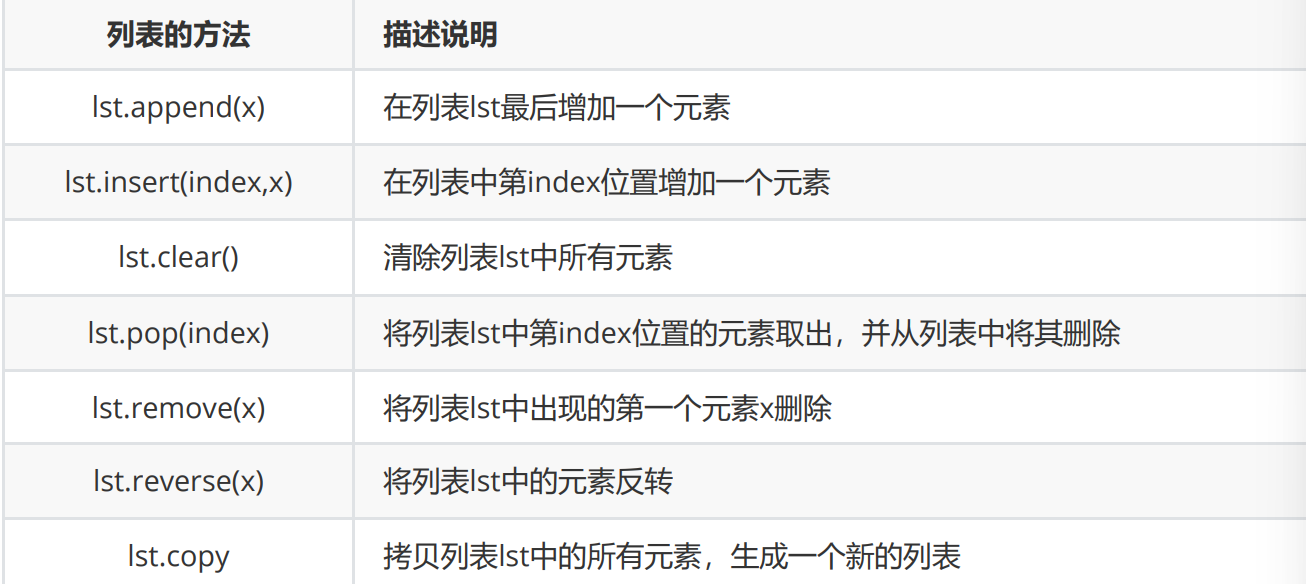 列表的方法 描述说明
lst.append(x) 在列表lst最后增加一个元素
lst.insert(index,x) 在列表中第index位置增加一个元素
lst.clear() 清除列表lst中所有元素
lst.pop(index) 将列表lst中第index位置的元素取出，并从列表中将其删除
lst.remove(x) 将列表lst中出现的第一个元素x删除
lst.reverse(x) 将列表lst中的元素反转
lst.copy 拷贝列表lst中的所有元素，生成一个新的列表